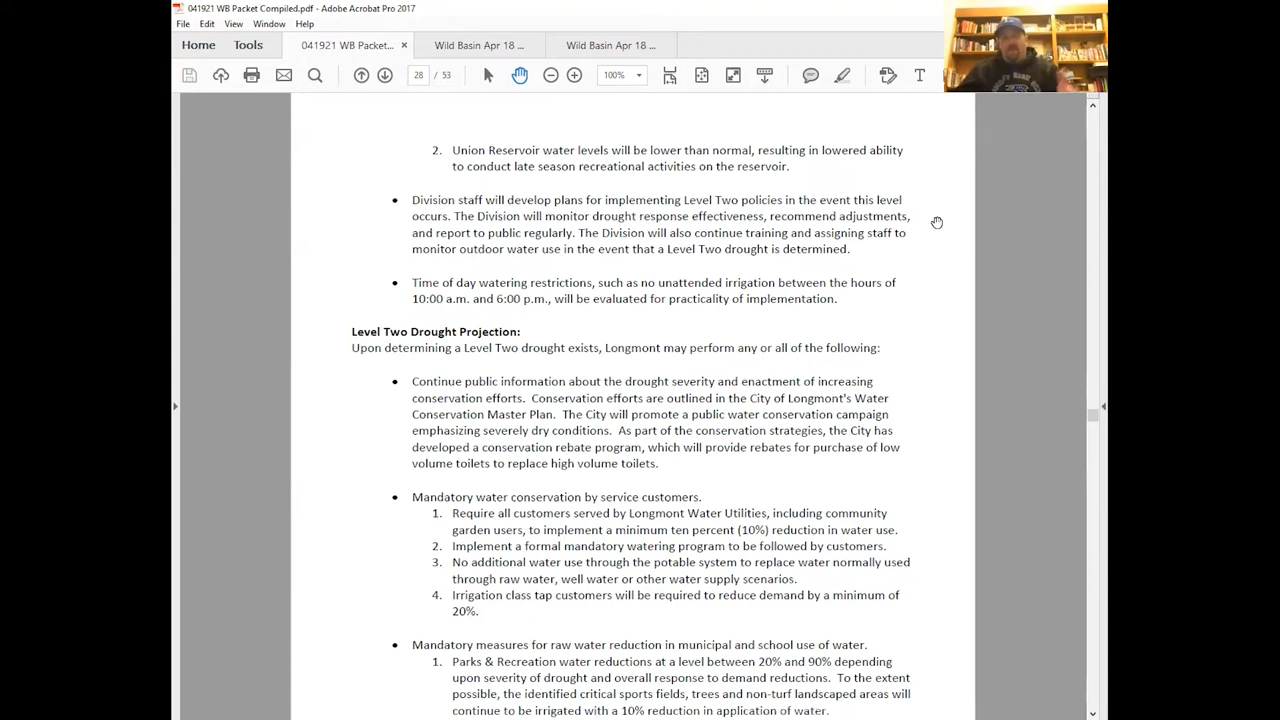 041921 WB Packet Compiled.pdf - Adobe Acrobat Pro 2017
File Edit View Window Help
Home Tools 041921 WB Packet... × Wild Basin Apr 18 ... Wild Basin Apr 18 ...
28 / 53 100%
2. Union Reservoir water levels will be lower than normal, resulting in lowered ability
to conduct late season recreational activities on the reservoir.
• Division staff will develop plans for implementing Level Two policies in the event this level
occurs. The Division will monitor drought response effectiveness, recommend adjustments,
and report to public regularly. The Division will also continue training and assigning staff to
monitor outdoor water use in the event that a Level Two drought is determined.
• Time of day watering restrictions, such as no unattended irrigation between the hours of
10:00 a.m. and 6:00 p.m., will be evaluated for practicality of implementation.
Level Two Drought Projection:
Upon determining a Level Two drought exists, Longmont may perform any or all of the following:
• Continue public information about the drought severity and enactment of increasing
conservation efforts. Conservation efforts are outlined in the City of Longmont's Water
Conservation Master Plan. The City will promote a public water conservation campaign
emphasizing severely dry conditions. As part of the conservation strategies, the City has
developed a conservation rebate program, which will provide rebates for purchase of low
volume toilets to replace high volume toilets.
• Mandatory water conservation by service customers.
1. Require all customers served by Longmont Water Utilities, including community
garden users, to implement a minimum ten percent (10%) reduction in water use.
2. Implement a formal mandatory watering program to be followed by customers.
3. No additional water use through the potable system to replace water normally used
through raw water, well water or other water supply scenarios.
4. Irrigation class tap customers will be required to reduce demand by a minimum of
20%.
• Mandatory measures for raw water reduction in municipal and school use of water.
1. Parks & Recreation water reductions at a level between 20% and 90% depending
upon severity of drought and overall response to demand reductions. To the extent
possible, the identified critical sports fields, trees and non-turf landscaped areas will
continue to be irrigated with a 10% reduction in application of water.